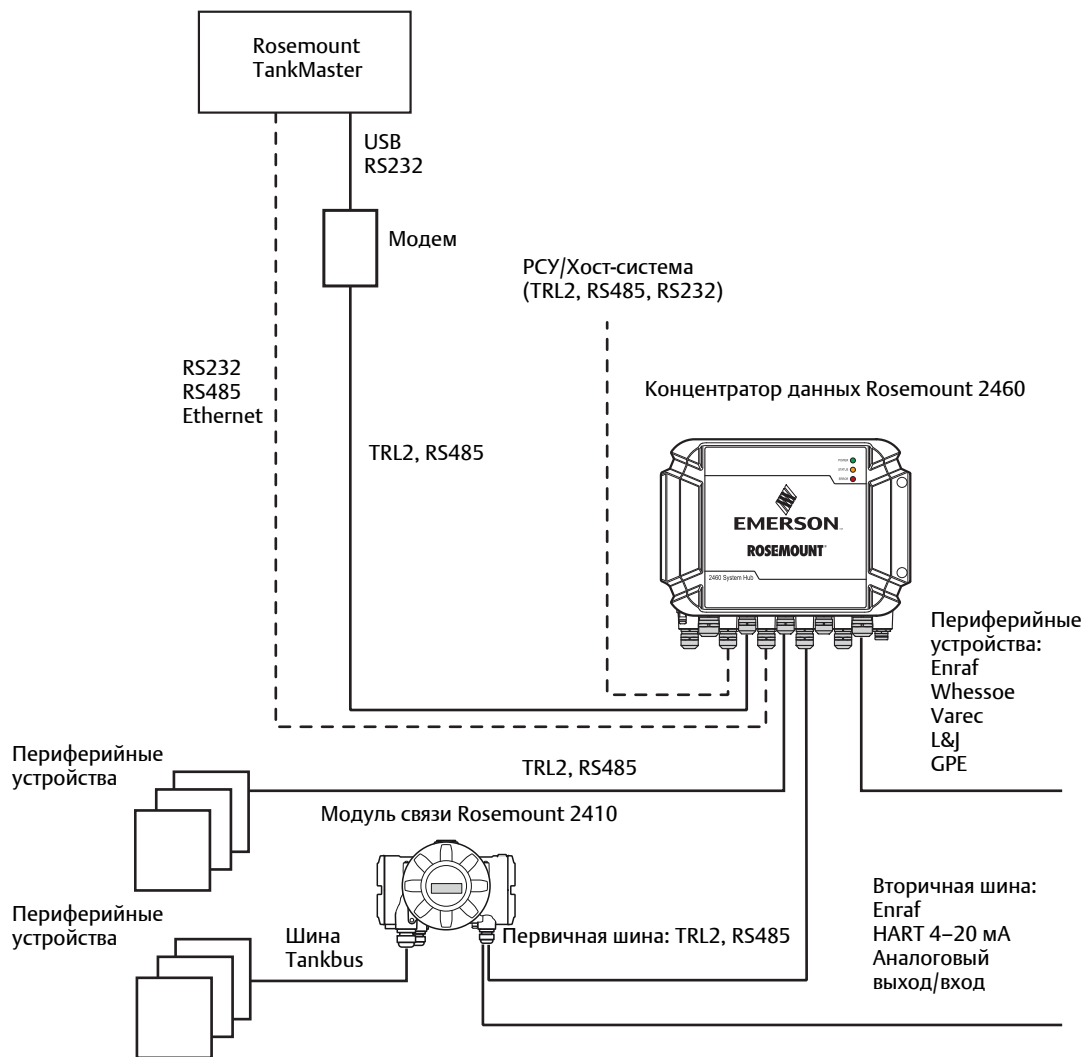 Rosemount
TankMaster
USB
RS232
Модем
РСУ/Хост-система
(TRL2, RS485, RS232)
RS232
RS485
Ethernet
Концентратор данных Rosemount 2460
TRL2, RS485
EMERSON
ROSEMOUNT
2460 System Hub
Периферийные
устройства:
Enraf
Whessoe
Varec
L&J
GPE
Периферийные
устройства
TRL2, RS485
Модуль связи Rosemount 2410
Вторичная шина:
Enraf
HART 4–20 мА
Аналоговый
выход/вход
Периферийные
устройства
Шина
Tankbus
Первичная шина: TRL2, RS485